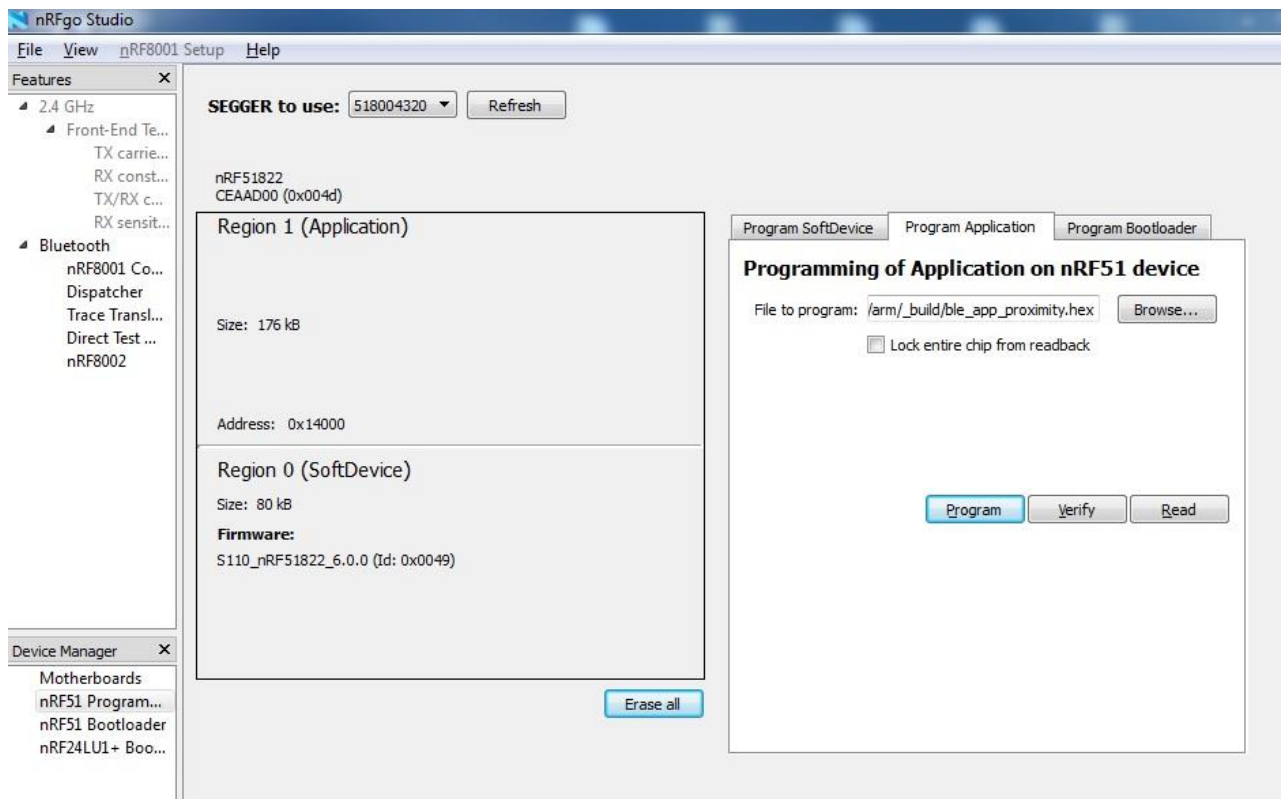 nRFgo Studio
File View nRF8001 Setup Help
Features X
2.4 GHz
Front-End Te...
TX carrie...
RX const...
TX/RX c...
RX sensit...
Bluetooth
nRF8001 Co...
Dispatcher
Trace Transl...
Direct Test ...
nRF8002
Device Manager X
Motherboards
nRF51 Program...
nRF51 Bootloader
nRF24LU1+ Boo...
SEGGER to use: 518004320 Refresh
nRF51822
CEAAD00 (0x004d)
Region 1 (Application)
Size: 176 kB
Address: 0x14000
Region 0 (SoftDevice)
Size: 80 kB
Firmware:
S110_nRF51822_6.0.0 (Id: 0x0049)
Erase all
Program SoftDevice Program Application Program Bootloader
Programming of Application on nRF51 device
File to program: /arm/_build/ble_app_proximity.hex Browse...
Lock entire chip from readback
Program Verify Read